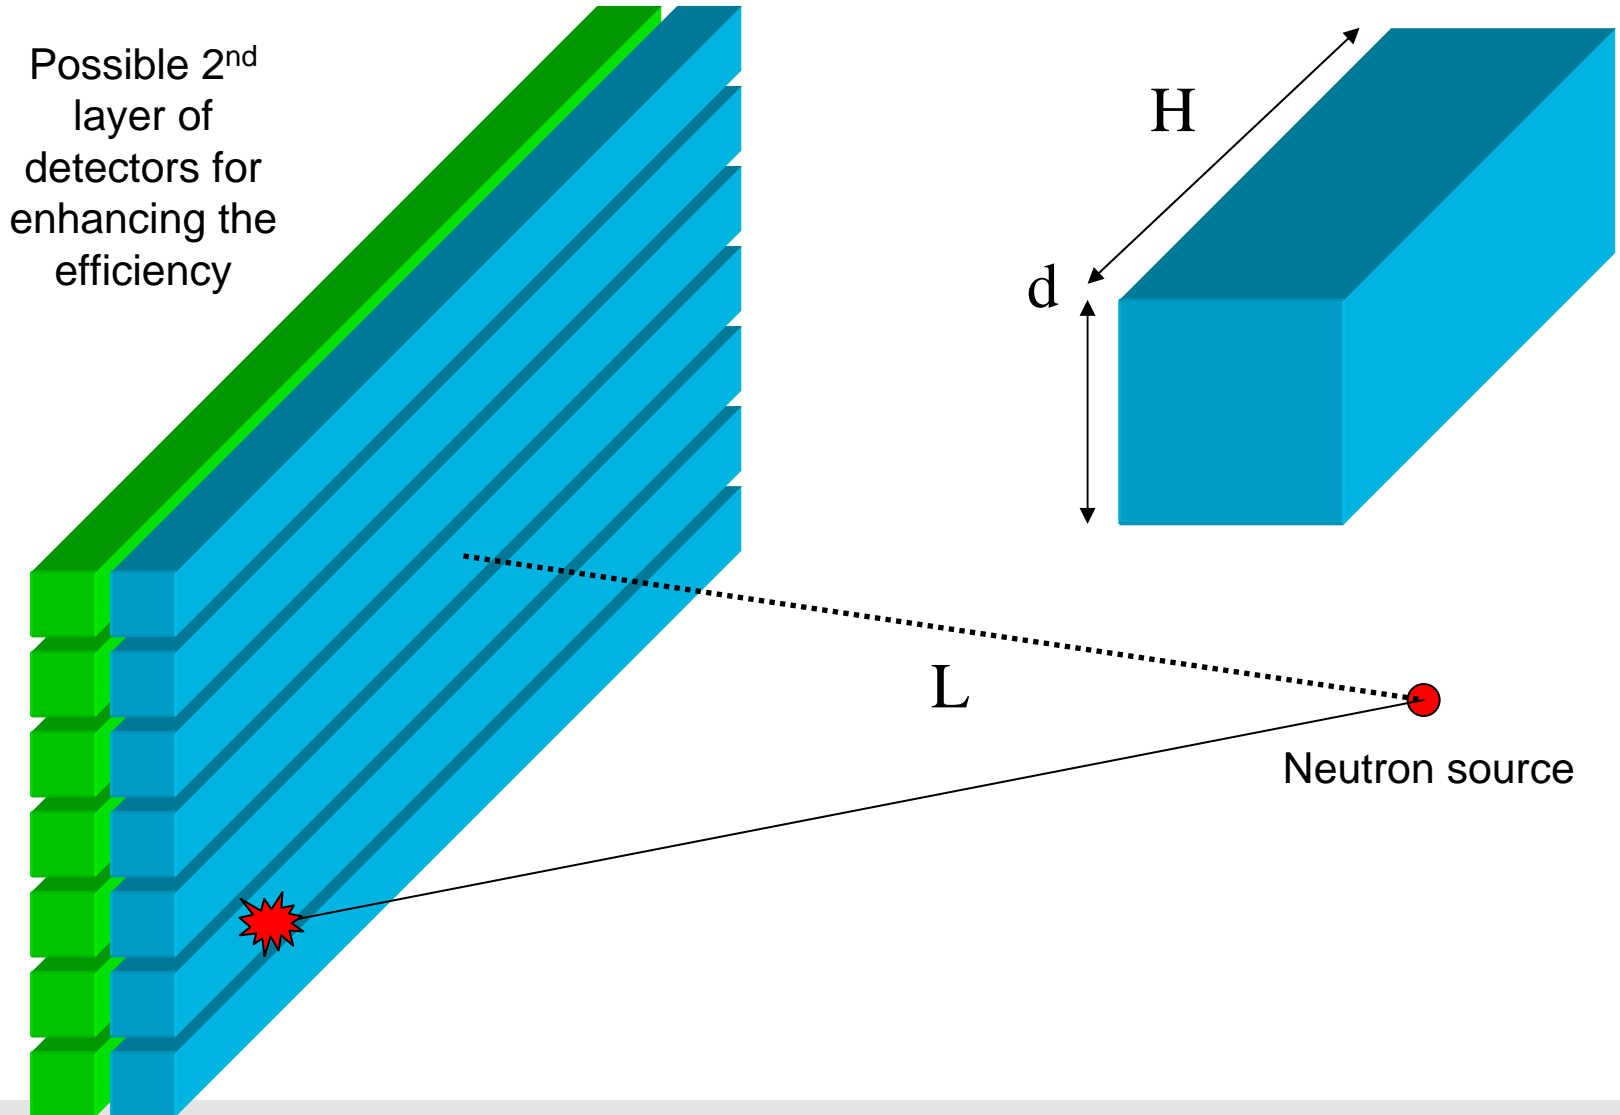 Possible 2nd
layer of
detectors for
enhancing the
efficiency
H
d
L
Neutron source